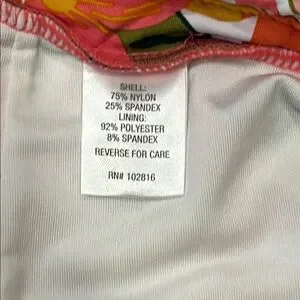 SHELL:
75% NYLON
25% SPANDEX
LINING:
92% POLYESTER
8% SPANDEX
REVERSE FOR CARE
RN# 102816